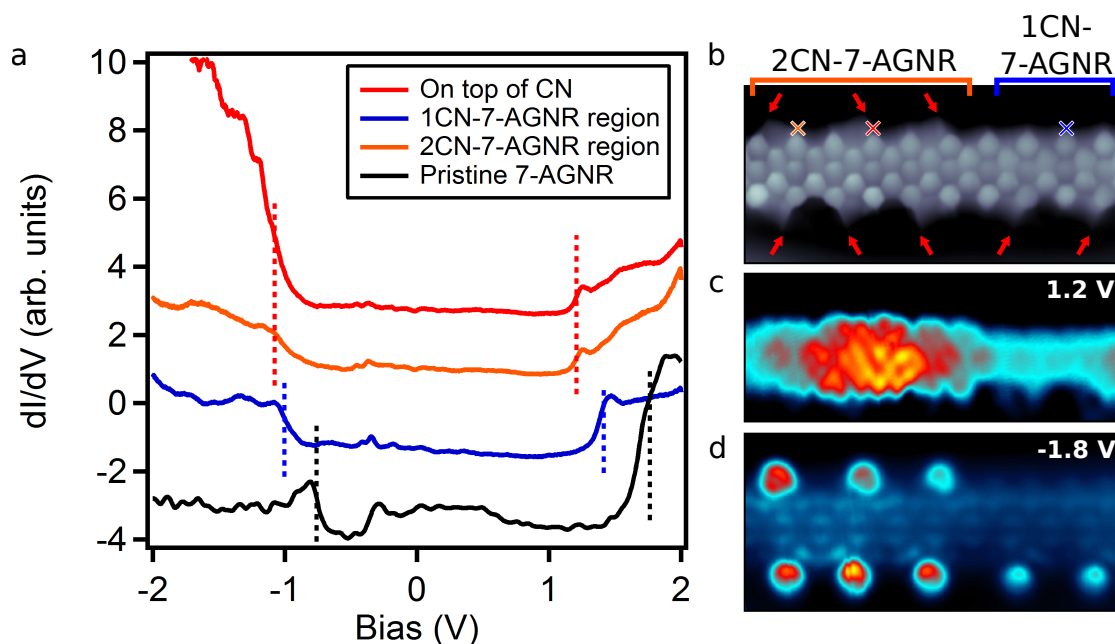 a
10
8
6
4
2
0
-2
-4
dI/dV (arb. units)
On top of CN
1CN-7-AGNR region
2CN-7-AGNR region
Pristine 7-AGNR
-2
-1
0
1
2
Bias (V)
b
2CN-7-AGNR
1CN-
7-AGNR
c
1.2 V
d
-1.8 V